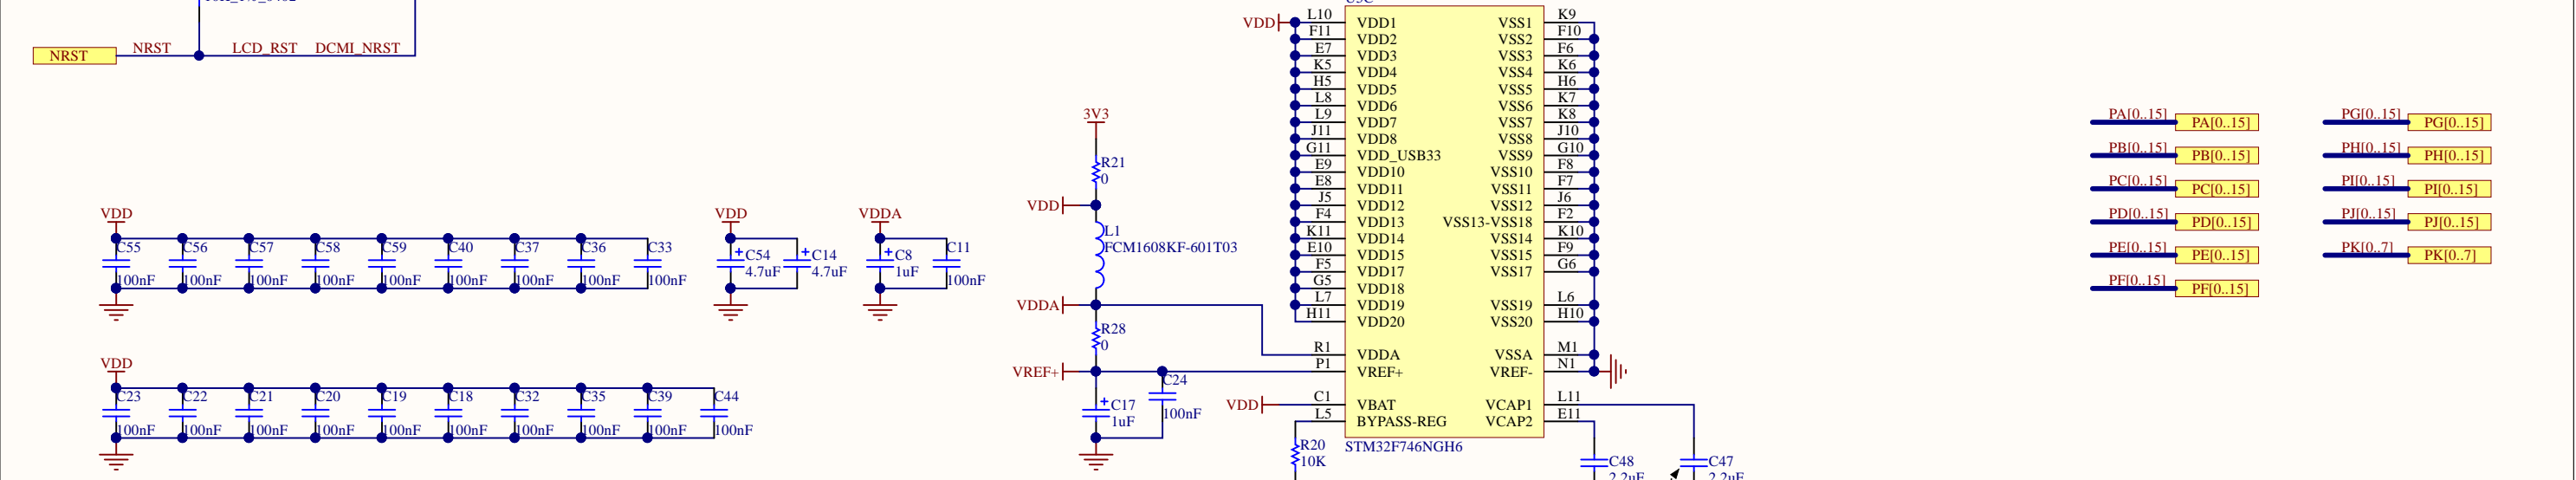 NRST
NRST
LCD_RST
DCMI_NRST
VDD
C55
C56
C57
C58
C59
C40
C37
C36
C33
100nF
100nF
100nF
100nF
100nF
100nF
100nF
100nF
100nF
VDD
+
C54
4.7uF
+
C14
4.7uF
VDDA
+
C8
1uF
C11
100nF
VDD
C23
C22
C21
C20
C19
C18
C32
C35
C39
C44
100nF
100nF
100nF
100nF
100nF
100nF
100nF
100nF
100nF
100nF
3V3
R21
0
VDD
L1
FCM1608KF-601T03
VDDA
R28
0
VREF+
C24
100nF
+
C17
1uF
VDD
L10 VDD1 VSS1 K9
F11 VDD2 VSS2 F10
E7 VDD3 VSS3 F6
K5 VDD4 VSS4 K6
H5 VDD5 VSS5 H6
L8 VDD6 VSS6 K7
L9 VDD7 VSS7 K8
J11 VDD8 VSS8 J10
G11 VDD_USB33 VSS9 G10
E9 VDD10 VSS10 F8
E8 VDD11 VSS11 F7
J5 VDD12 VSS12 J6
F4 VDD13 VSS13-VSS18 F2
K11 VDD14 VSS14 K10
E10 VDD15 VSS15 F9
F5 VDD17 VSS17 G6
G5 VDD18
L7 VDD19 VSS19 L6
H11 VDD20 VSS20 H10
R1 VDDA VSSA M1
P1 VREF+ VREF- N1
VDD
C1 VBAT VCAP1 L11
L5 BYPASS-REG VCAP2 E11
STM32F746NGH6
R20
10K
C48
2.2uF
C47
2.2uF
PA[0..15] PA[0..15]
PB[0..15] PB[0..15]
PC[0..15] PC[0..15]
PD[0..15] PD[0..15]
PE[0..15] PE[0..15]
PF[0..15] PF[0..15]
PG[0..15] PG[0..15]
PH[0..15] PH[0..15]
PI[0..15] PI[0..15]
PJ[0..15] PJ[0..15]
PK[0..7] PK[0..7]